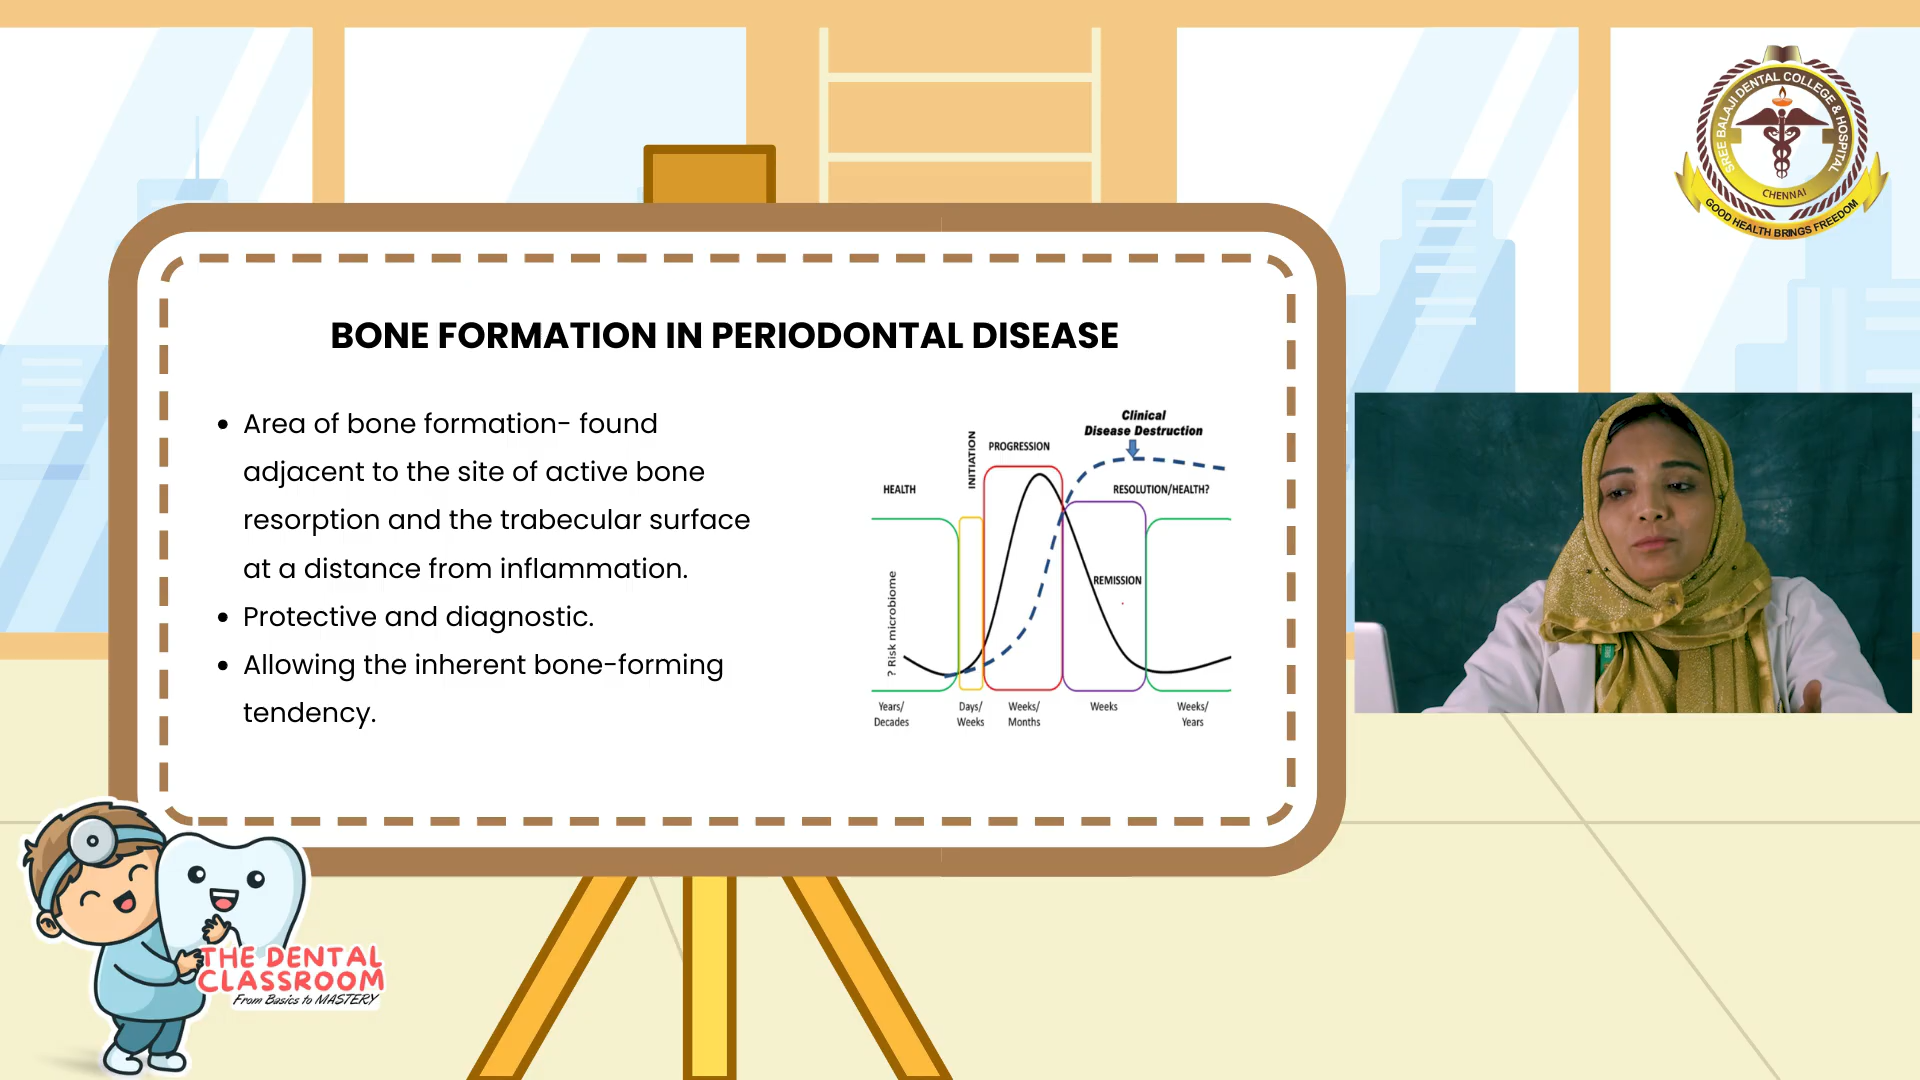 SREE BALAJI DENTAL COLLEGE & HOSPITAL
CHENNAI
GOOD HEALTH BRINGS FREEDOM
BONE FORMATION IN PERIODONTAL DISEASE
• Area of bone formation- found
adjacent to the site of active bone
resorption and the trabecular surface
at a distance from inflammation.
• Protective and diagnostic.
• Allowing the inherent bone-forming
tendency.
Clinical
Disease Destruction
INITIATION
PROGRESSION
HEALTH
RESOLUTION/HEALTH?
REMISSION
? Risk microbiome
Years/
Decades
Days/
Weeks
Weeks/
Months
Weeks
Weeks/
Years
THE DENTAL
CLASSROOM
From Basics to MASTERY